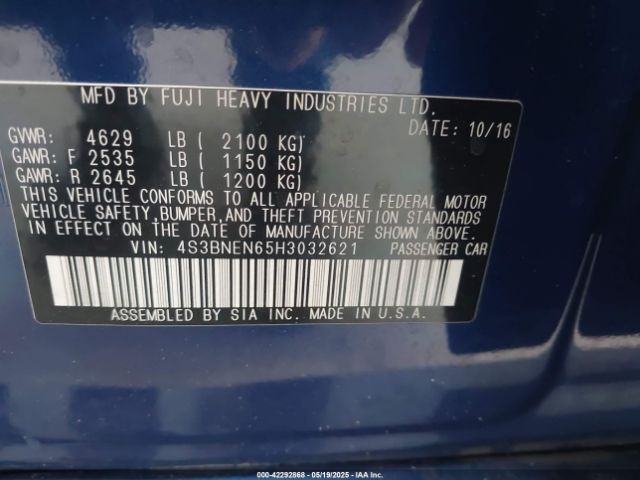 MFD BY FUJI HEAVY INDUSTRIES LTD.
DATE: 10/16
GVWR: 4629 LB ( 2100 KG)
GAWR: F 2535 LB ( 1150 KG)
GAWR: R 2645 LB ( 1200 KG)
THIS VEHICLE CONFORMS TO ALL APPLICABLE FEDERAL MOTOR
VEHICLE SAFETY,BUMPER,AND THEFT PREVENTION STANDARDS
IN EFFECT ON THE DATE OF MANUFACTURE SHOWN ABOVE.
VIN: 4S3BNEN65H3032621 PASSENGER CAR
ASSEMBLED BY SIA INC. MADE IN U.S.A.
000-42292868 - 05/19/2025 - IAA Inc.